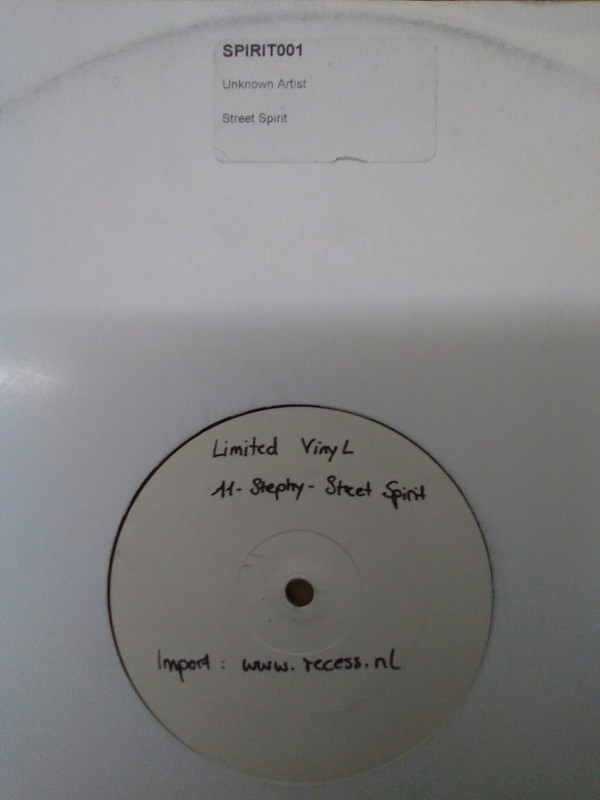 SPIRIT001
Unknown Artist
Street Spirit
Limited Vinyl
A1- Stephy - Street Spirit
Import : www.recess.nl